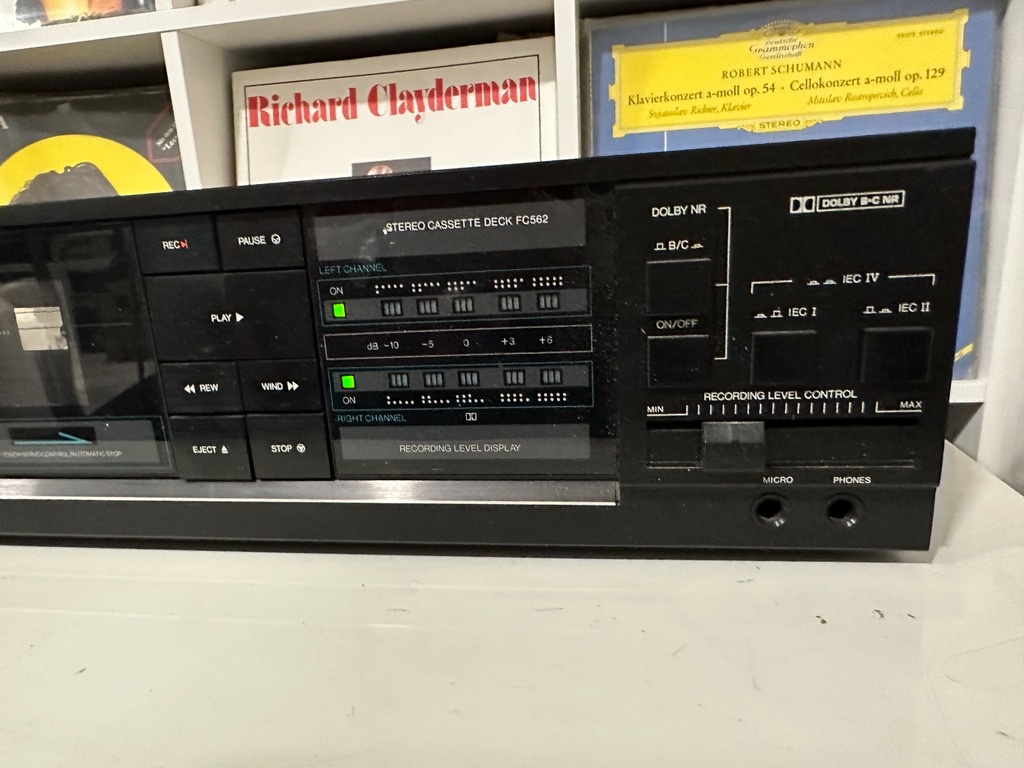 Deutsche
Grammophon
Gesellschaft
STEREO
ROBERT SCHUMANN
Klavierkonzert a-moll op. 54 · Cellokonzert a-moll op. 129
Svjatoslav Richter, Klavier
Mstislav Rostropovich, Cello
STEREO
Richard Clayderman
REC
PAUSE
PLAY
REW
WIND
EJECT
STOP
STEREO CASSETTE DECK FC562
LEFT CHANNEL
ON
dB -10 -5 0 +3 +6
ON
RIGHT CHANNEL
RECORDING LEVEL DISPLAY
DOLBY NR
B/C
ON/OFF
DOLBY B-C NR
IEC IV
IEC I
IEC II
RECORDING LEVEL CONTROL
MIN
MAX
MICRO
PHONES